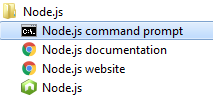 Node.js
Node.js command prompt
Node.js documentation
Node.js website
Node.js